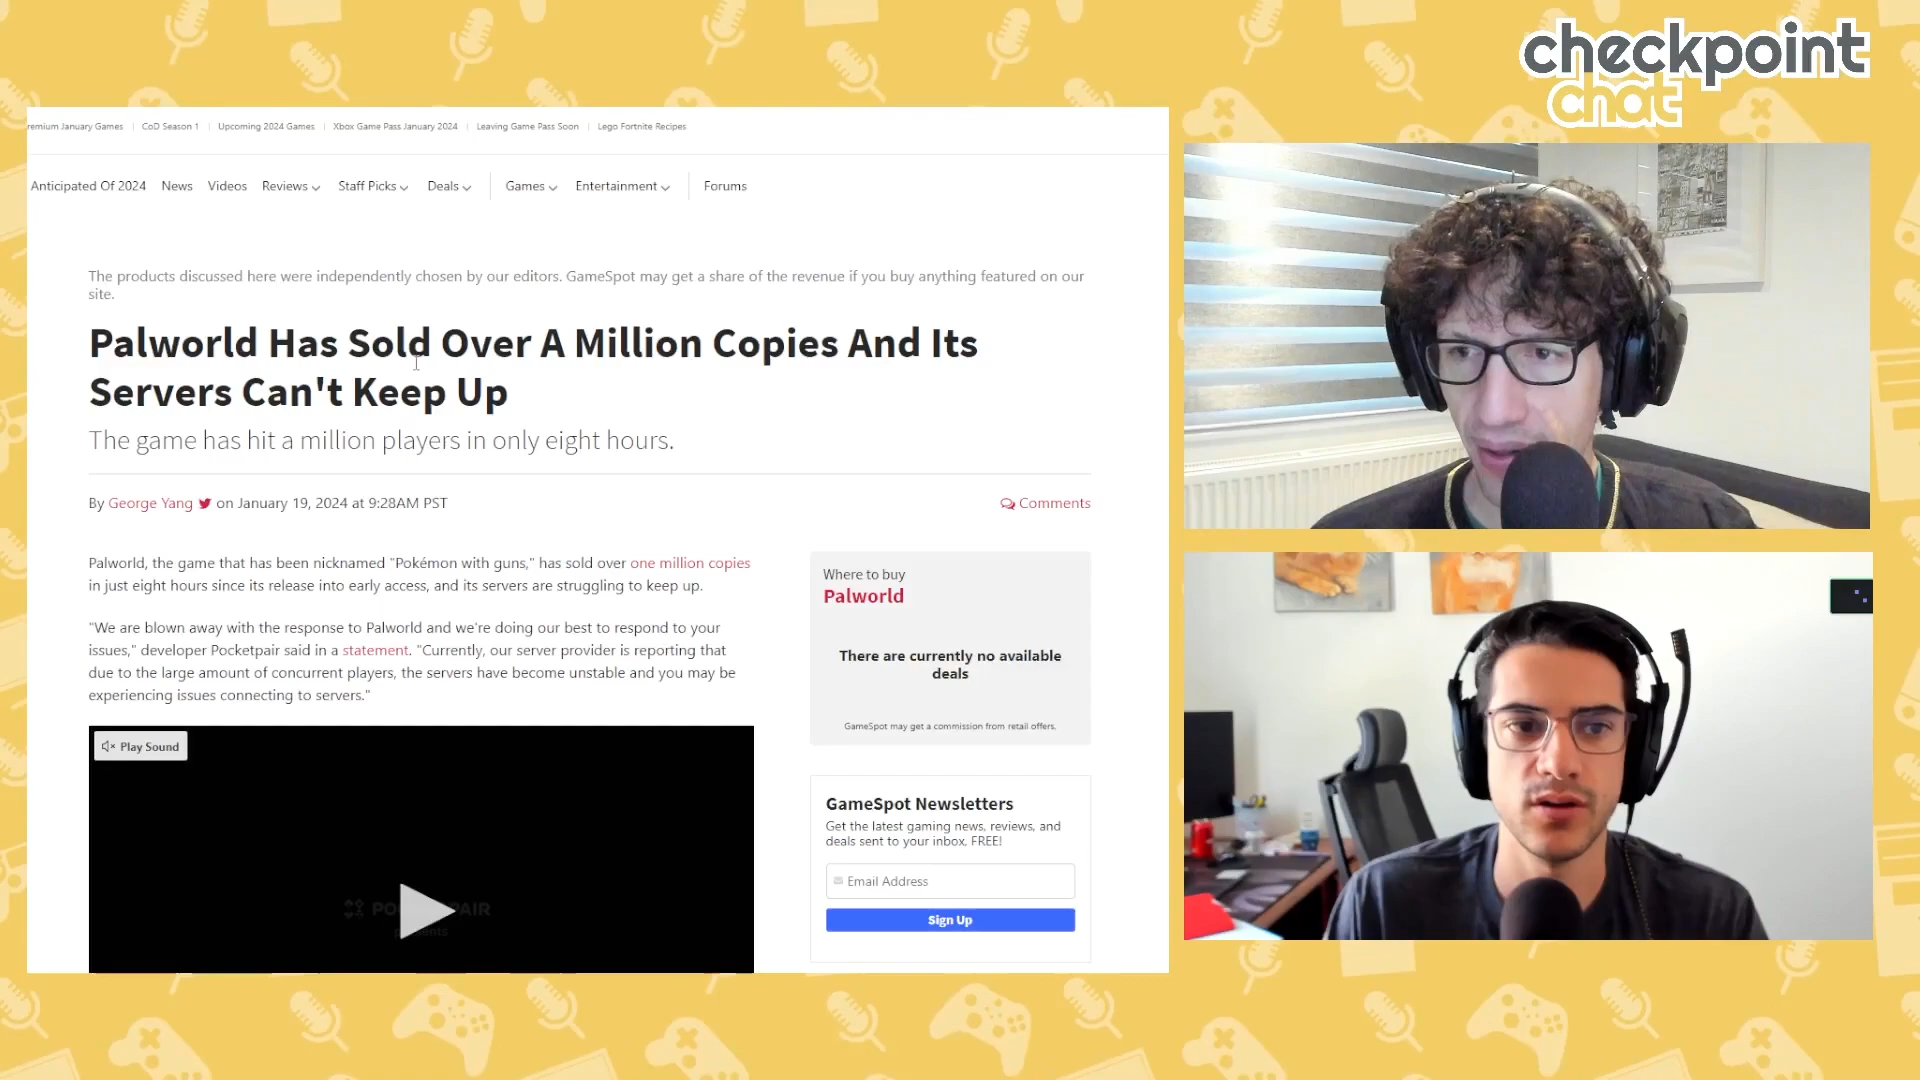 checkpoint
chat
remium January Games
CoD Season 1
Upcoming 2024 Games
Xbox Game Pass January 2024
Leaving Game Pass Soon
Lego Fortnite Recipes
Anticipated Of 2024
News
Videos
Reviews
Staff Picks
Deals
Games
Entertainment
Forums
The products discussed here were independently chosen by our editors. GameSpot may get a share of the revenue if you buy anything featured on our
site.
Palworld Has Sold Over A Million Copies And Its
Servers Can't Keep Up
The game has hit a million players in only eight hours.
By George Yang on January 19, 2024 at 9:28AM PST
Comments
Palworld, the game that has been nicknamed "Pokémon with guns," has sold over one million copies
in just eight hours since its release into early access, and its servers are struggling to keep up.
"We are blown away with the response to Palworld and we're doing our best to respond to your
issues," developer Pocketpair said in a statement. "Currently, our server provider is reporting that
due to the large amount of concurrent players, the servers have become unstable and you may be
experiencing issues connecting to servers."
Play Sound
Where to buy
Palworld
There are currently no available
deals
GameSpot may get a commission from retail offers.
GameSpot Newsletters
Get the latest gaming news, reviews, and
deals sent to your inbox, FREE!
Email Address
Sign Up